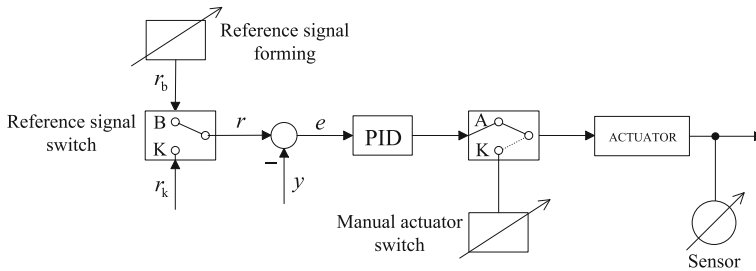 Reference signal
forming
r_b
Reference signal
switch
B
K
r
e
PID
A
K
ACTUATOR
r_k
−
y
Manual actuator
switch
Sensor